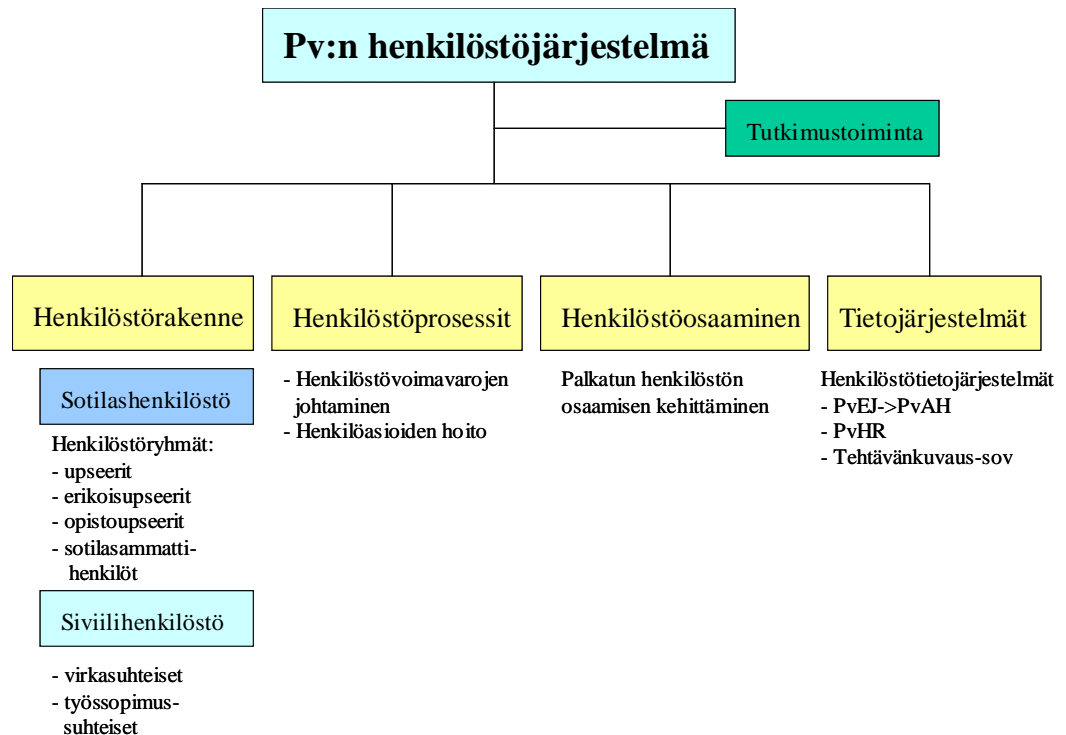 Pv:n henkilöstöjärjestelmä
Tutkimustoiminta
Henkilöstörakenne
Sotilashenkilöstö
Henkilöstöryhmät:
- upseerit
- erikoisupseerit
- opistoupseerit
- sotilasammatti-
henkilöt
Siviilihenkilöstö
- virkasuhteiset
- työssopimus-
suhteiset
Henkilöstöprosessit
- Henkilöstövoimavarojen
johtaminen
- Henkilöasioiden hoito
Henkilöstöosaaminen
Palkatun henkilöstön
osaamisen kehittäminen
Tietojärjestelmät
Henkilöstötietojärjestelmät
- PvEJ->PvAH
- PvHR
- Tehtävänkuvaus-sov